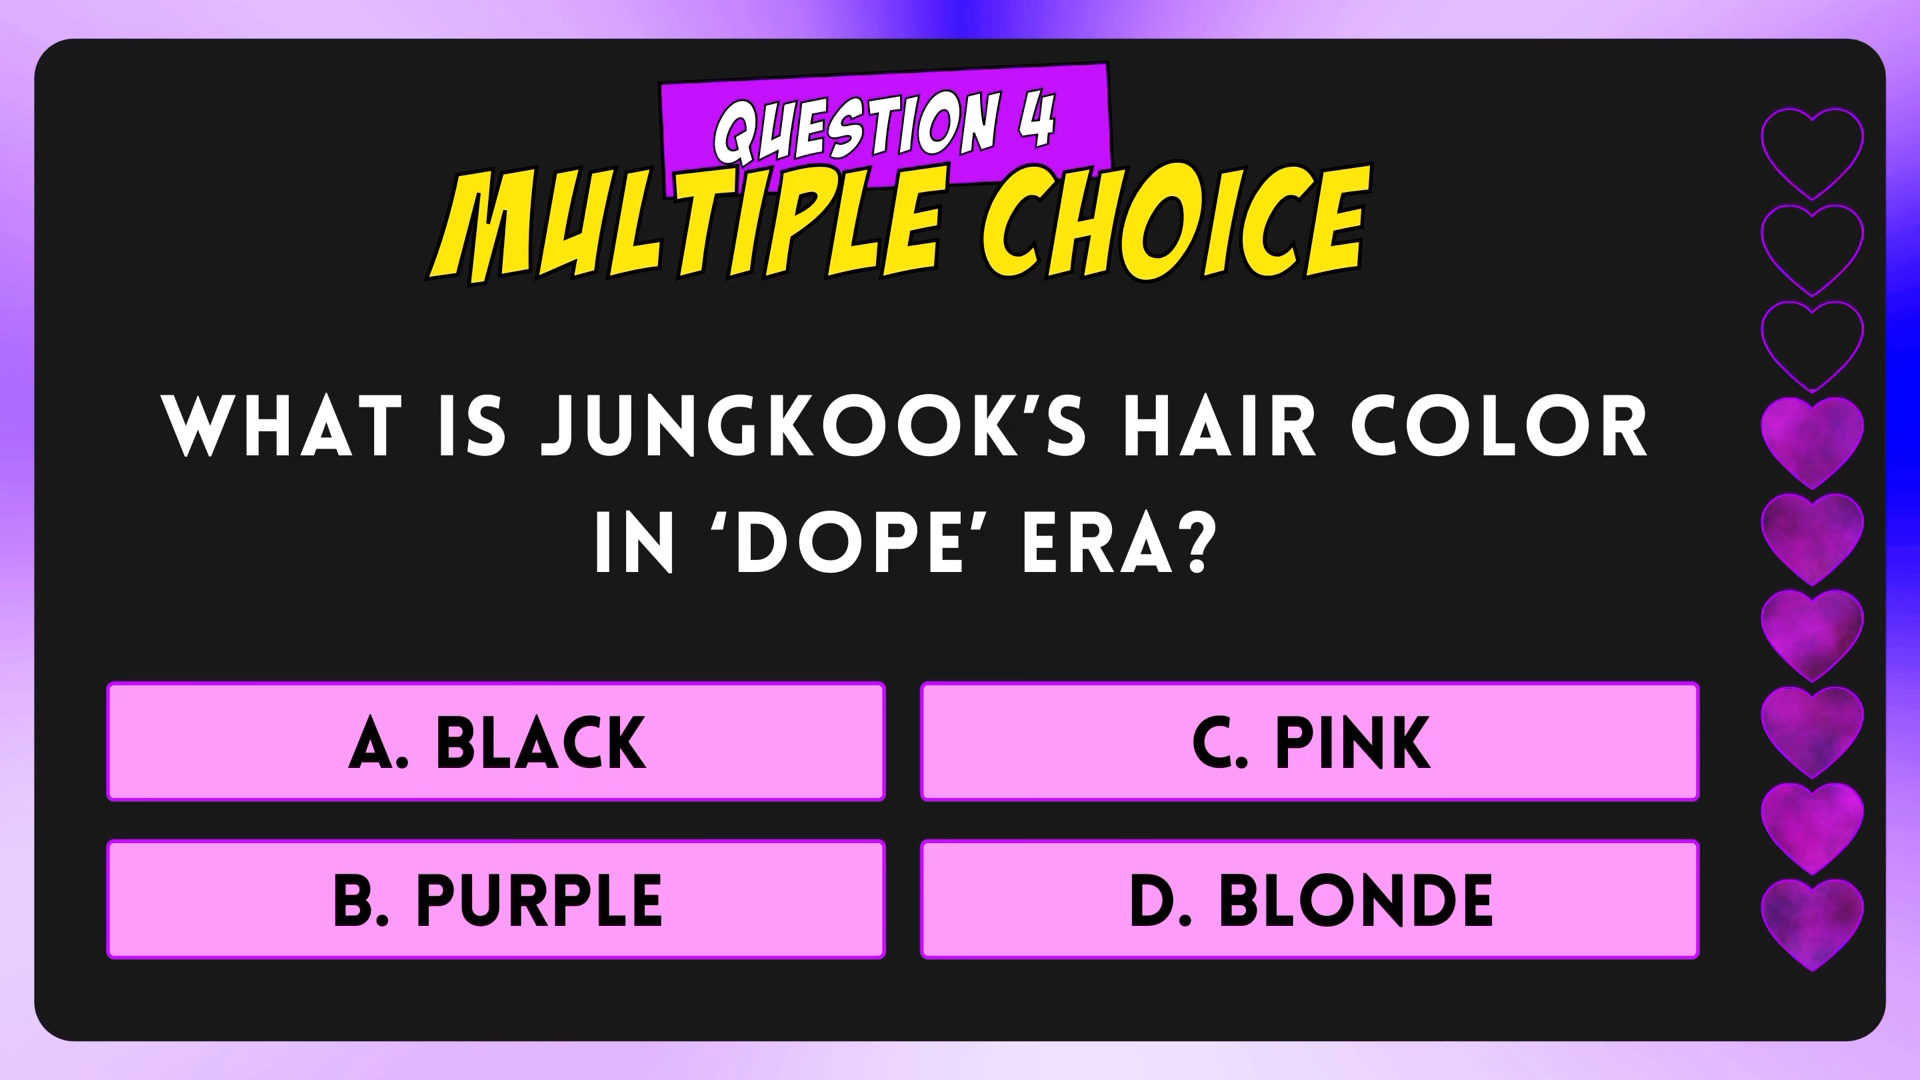 QUESTION 4
MULTIPLE CHOICE
WHAT IS JUNGKOOK’S HAIR COLOR
IN ‘DOPE’ ERA?
A. BLACK
B. PURPLE
C. PINK
D. BLONDE